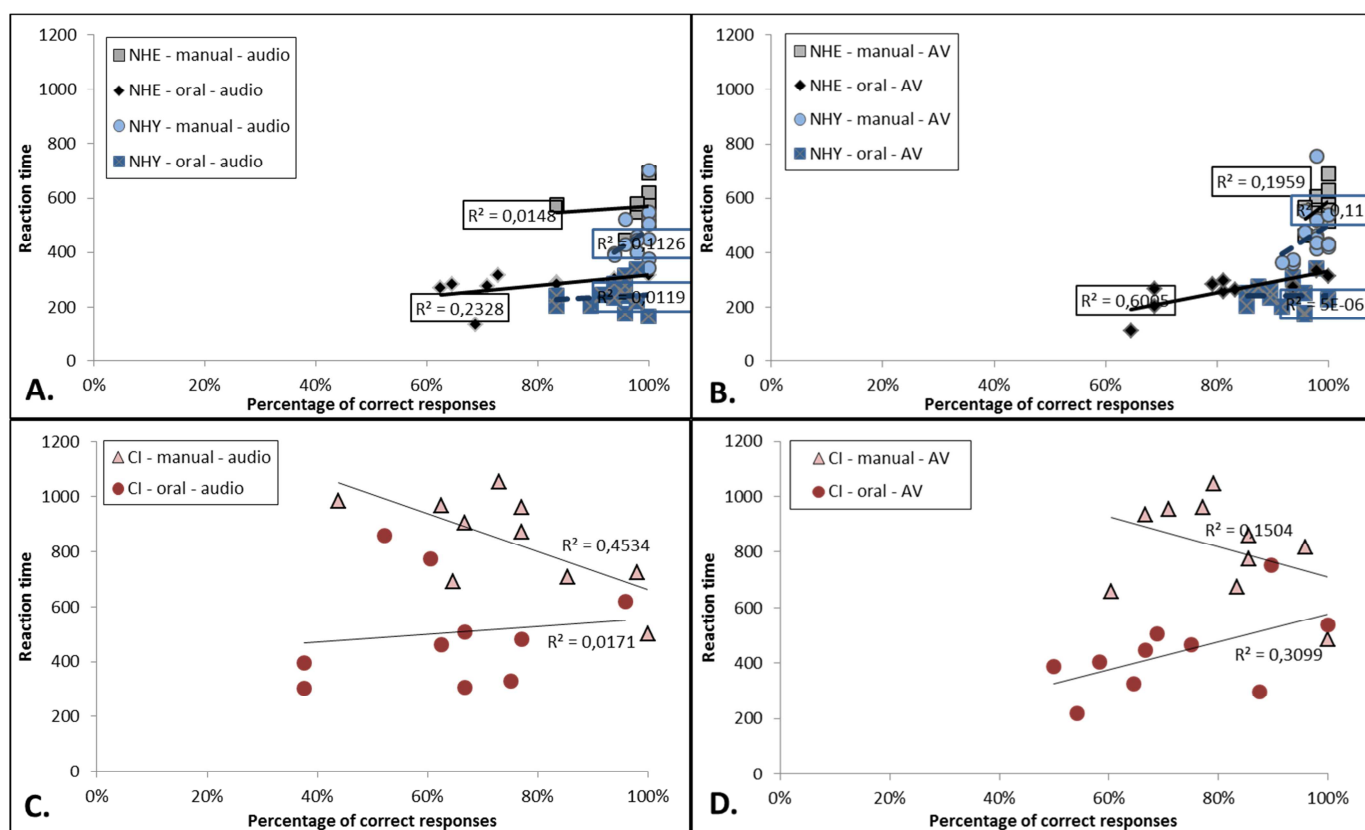 1200
1000
800
600
400
200
0
Reaction time
NHE - manual - audio
NHE - oral - audio
NHY - manual - audio
NHY - oral - audio
R² = 0,0148
R² = 0,1126
R² = 0,0119
R² = 0,2328
0% 20% 40% 60% 80% 100%
A. Percentage of correct responses
1200
1000
800
600
400
200
0
Reaction time
NHE - manual - AV
NHE - oral - AV
NHY - manual - AV
NHY - oral - AV
R² = 0,1959
R² = 0,11
R² = 0,6005
R² = 5E-06
0% 20% 40% 60% 80% 100%
B. Percentage of correct responses
1200
1000
800
600
400
200
0
Reaction time
CI - manual - audio
CI - oral - audio
R² = 0,4534
R² = 0,0171
0% 20% 40% 60% 80% 100%
C. Percentage of correct responses
1200
1000
800
600
400
200
0
Reaction time
CI - manual - AV
CI - oral - AV
R² = 0,1504
R² = 0,3099
0% 20% 40% 60% 80% 100%
D. Percentage of correct responses